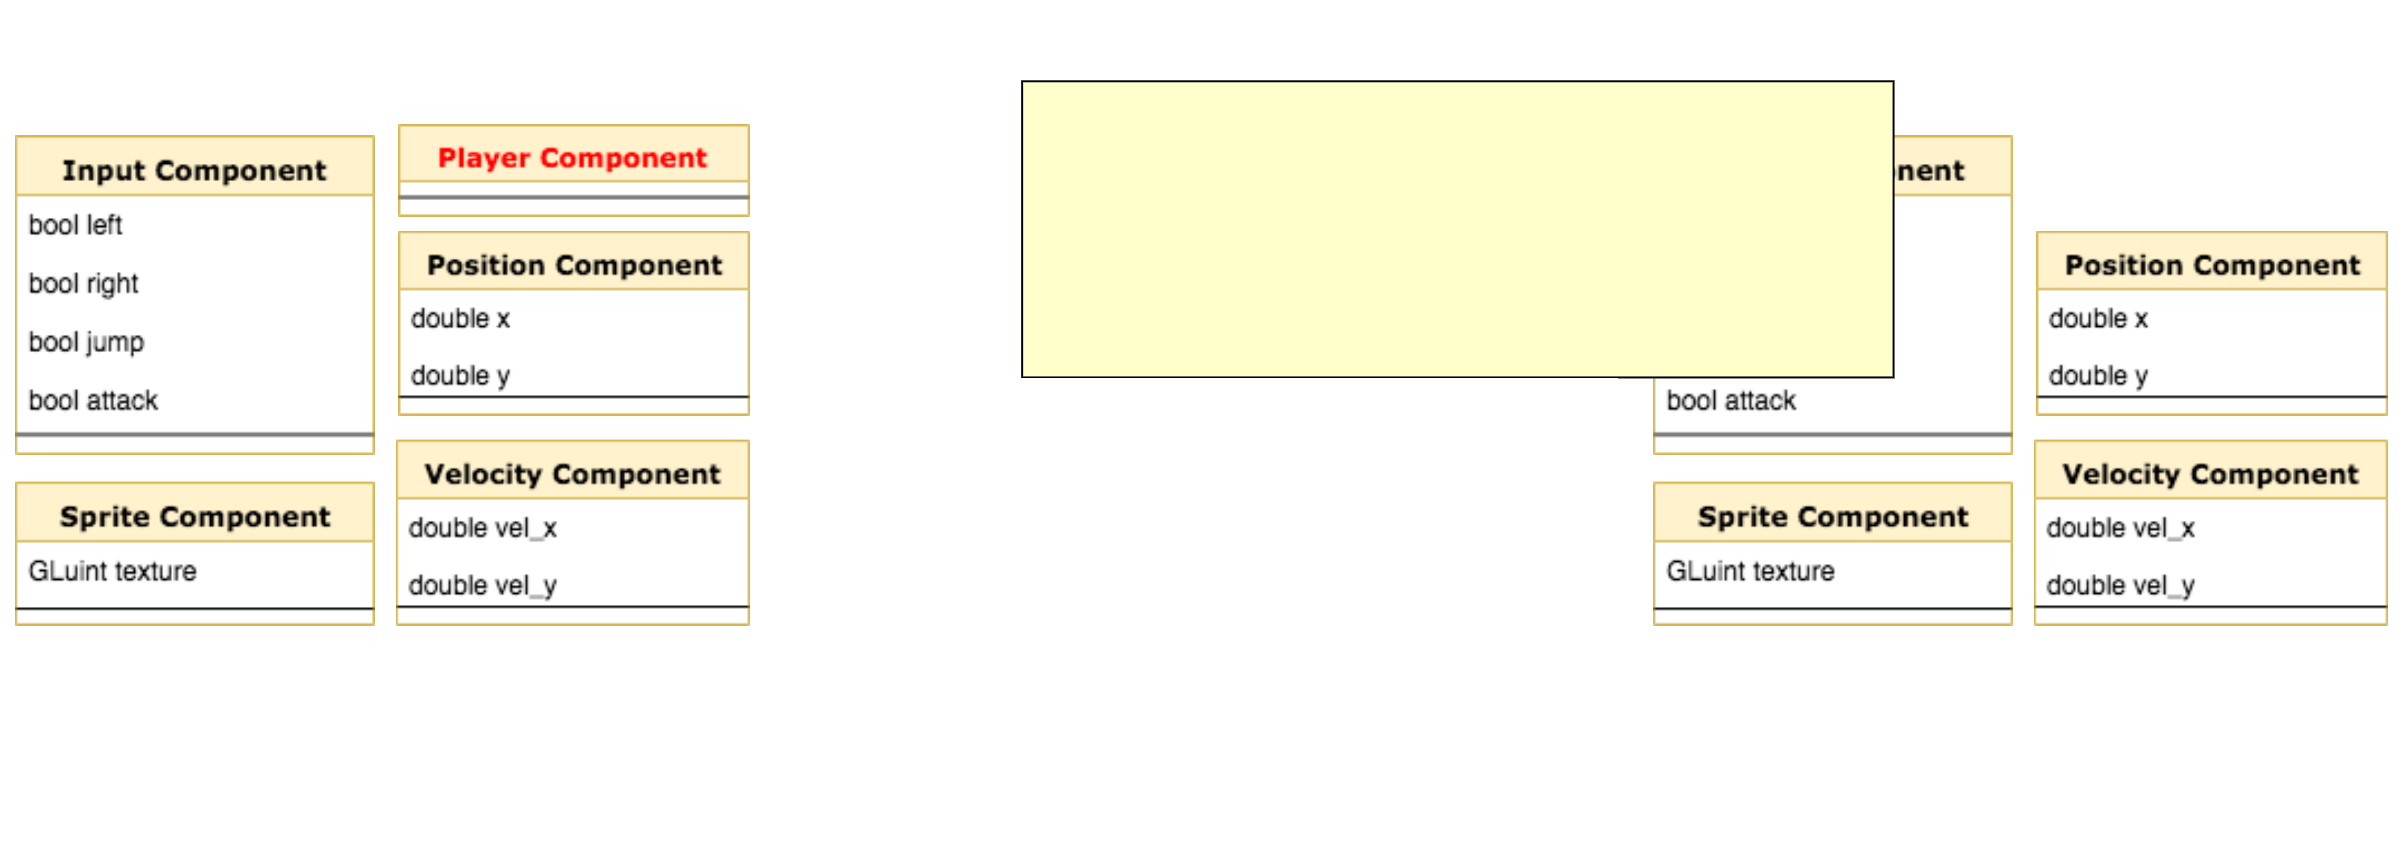 Input Component
bool left
bool right
bool jump
bool attack
Sprite Component
GLuint texture
Player Component
Position Component
double x
double y
Velocity Component
double vel_x
double vel_y
bool attack
Sprite Component
GLuint texture
Position Component
double x
double y
Velocity Component
double vel_x
double vel_y